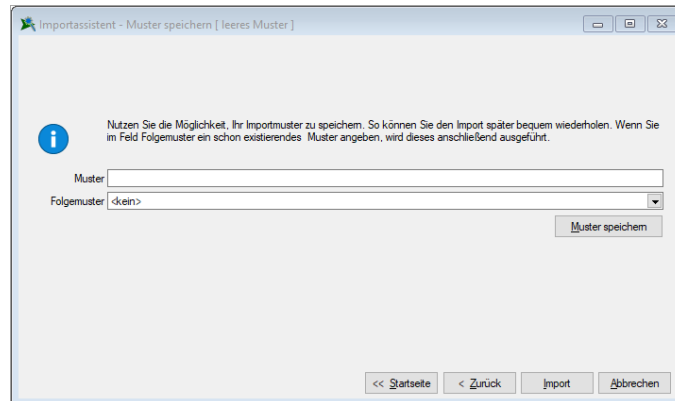 Importassistent - Muster speichern [ leeres Muster ]
Nutzen Sie die Möglichkeit, Ihr Importmuster zu speichern. So können Sie den Import später bequem wiederholen. Wenn Sie
im Feld Folgemuster ein schon existierendes Muster angeben, wird dieses anschließend ausgeführt.
Muster
Folgemuster <kein>
Muster speichern
<< Startseite < Zurück Import Abbrechen